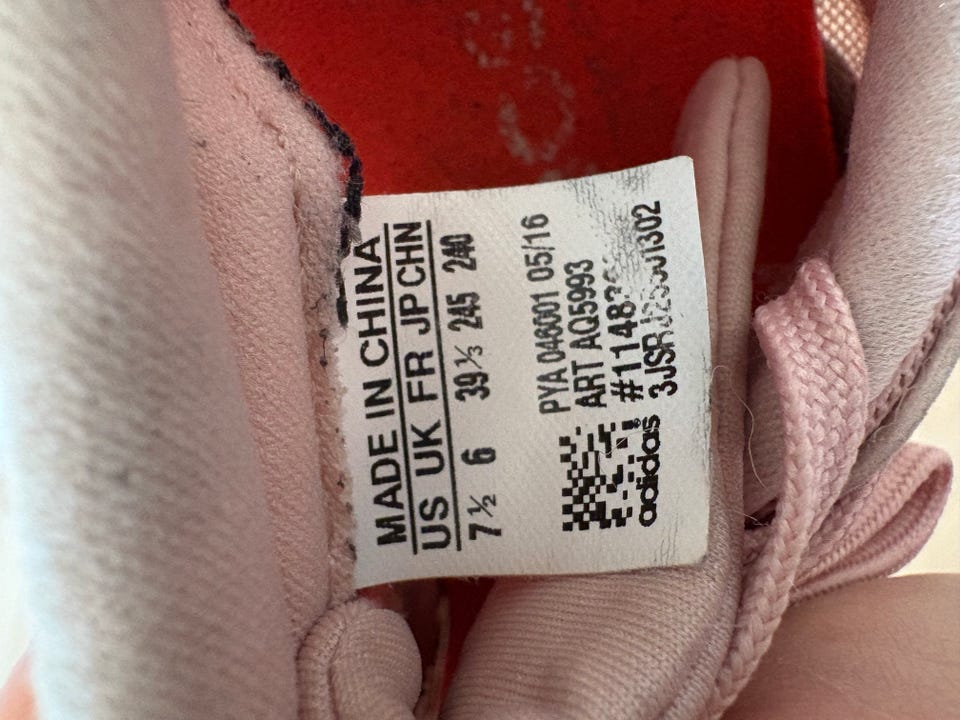 MADE IN CHINA
US UK FR JP CHN
7½ 6 39⅓ 245 240
PYA 046001 05/16
ART AQ5993
adidas